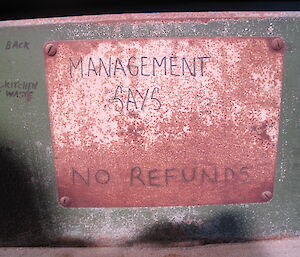 BACK
KITCHEN
WASTE
MANAGEMENT
SAYS
NO REFUNDS